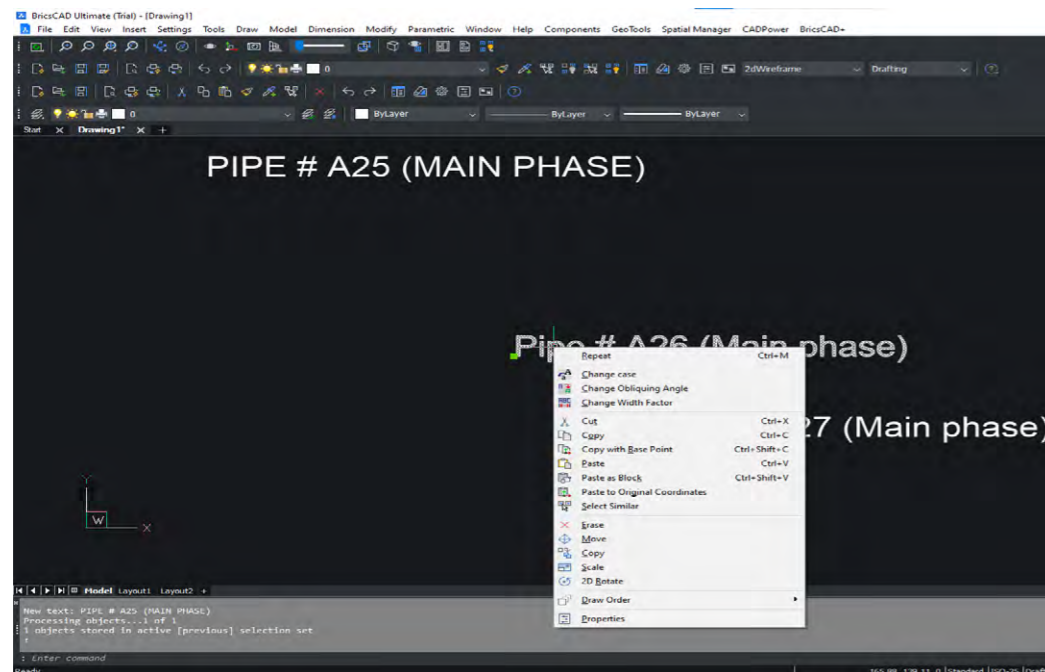 BricsCAD Ultimate (Trial) - [Drawing1]
File Edit View Insert Settings Tools Draw Model Dimension Modify Parametric Window Help Components GeoTools Spatial Manager CADPower BricsCAD+
0 2dWireframe Drafting
0 ByLayer ByLayer ByLayer
Start Drawing1*
PIPE # A25 (MAIN PHASE)
Pipe # A26 (Main phase)
Repeat Ctrl+M
Change case
Change Obliquing Angle
Change Width Factor
Cut Ctrl+X
Copy Ctrl+C
Copy with Base Point Ctrl+Shift+C
Paste Ctrl+V
Paste as Block Ctrl+Shift+V
Paste to Original Coordinates
Select Similar
Erase
Move
Copy
Scale
2D Rotate
Draw Order
Properties
27 (Main phase)
Y
W X
Model Layout1 Layout2 +
New text: PIPE # A25 (MAIN PHASE)
Processing objects...1 of 1
1 objects stored in active [previous] selection set
:
: Enter command
Ready Standard ISO-25